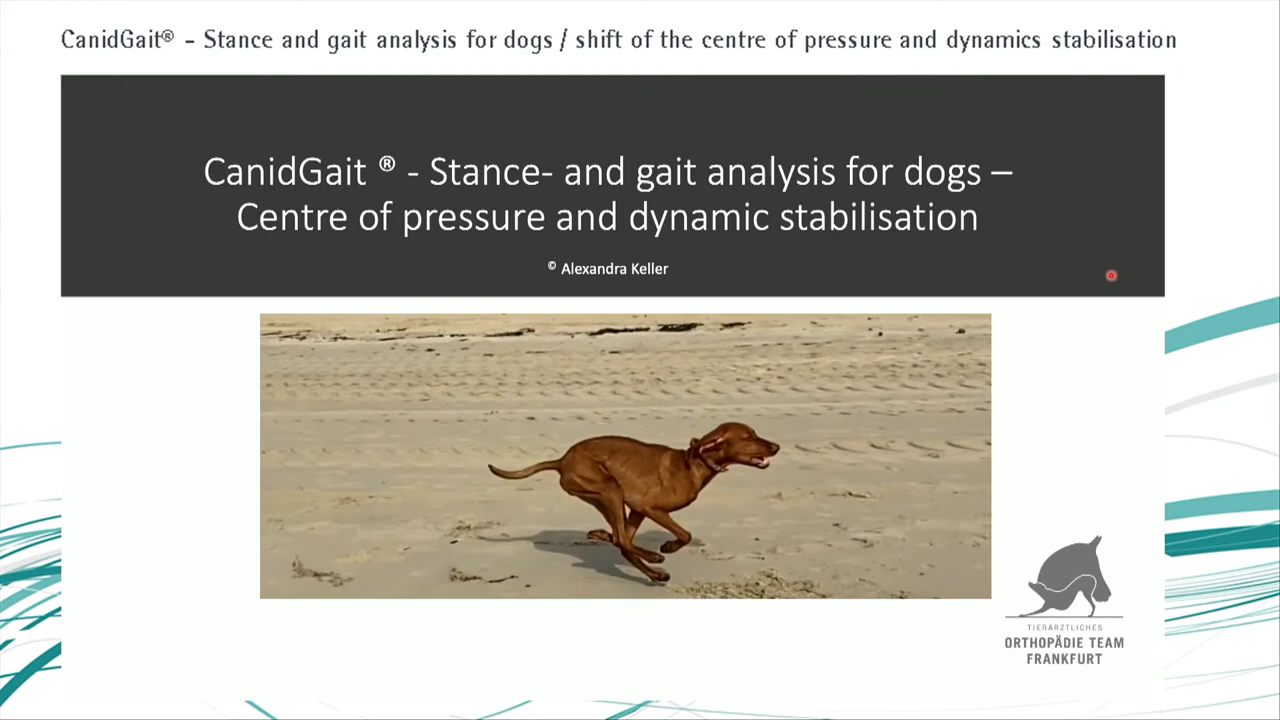 CanidGait® - Stance and gait analysis for dogs / shift of the centre of pressure and dynamics stabilisation
CanidGait ® - Stance- and gait analysis for dogs –
Centre of pressure and dynamic stabilisation
© Alexandra Keller
TIERÄRZTLICHES
ORTHOPÄDIE TEAM
FRANKFURT